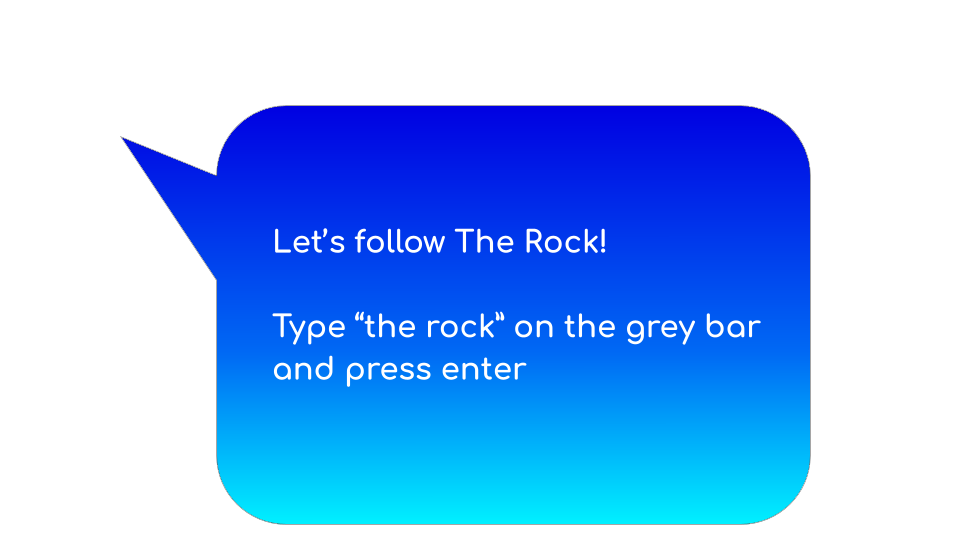 Let’s follow The Rock!
Type “the rock” on the grey bar
and press enter